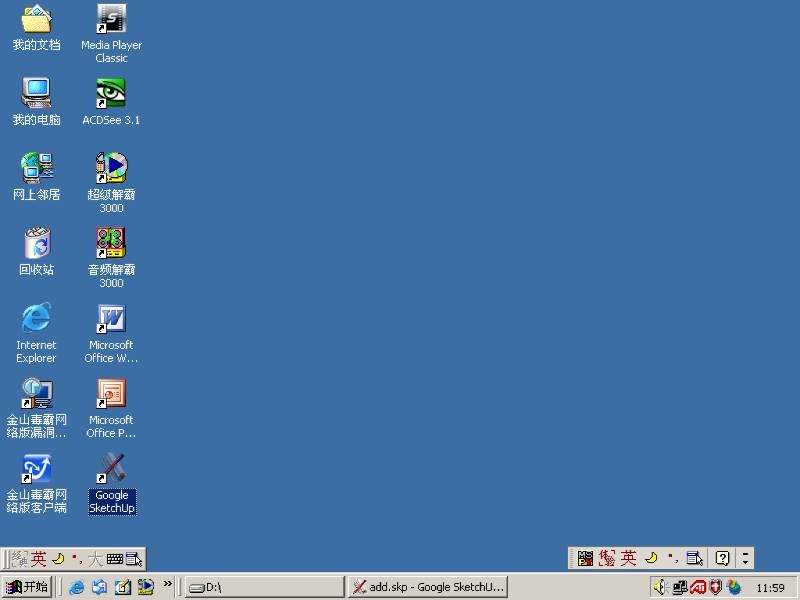 我的文档
Media Player
Classic
我的电脑
ACDSee 3.1
网上邻居
超级解霸
3000
回收站
音频解霸
3000
Internet
Explorer
Microsoft
Office W...
金山毒霸网
络版漏洞...
Microsoft
Office P...
金山毒霸网
络版客户端
Google
SketchUp
英
大
英
开始
D:\
add.skp - Google SketchU...
11:59